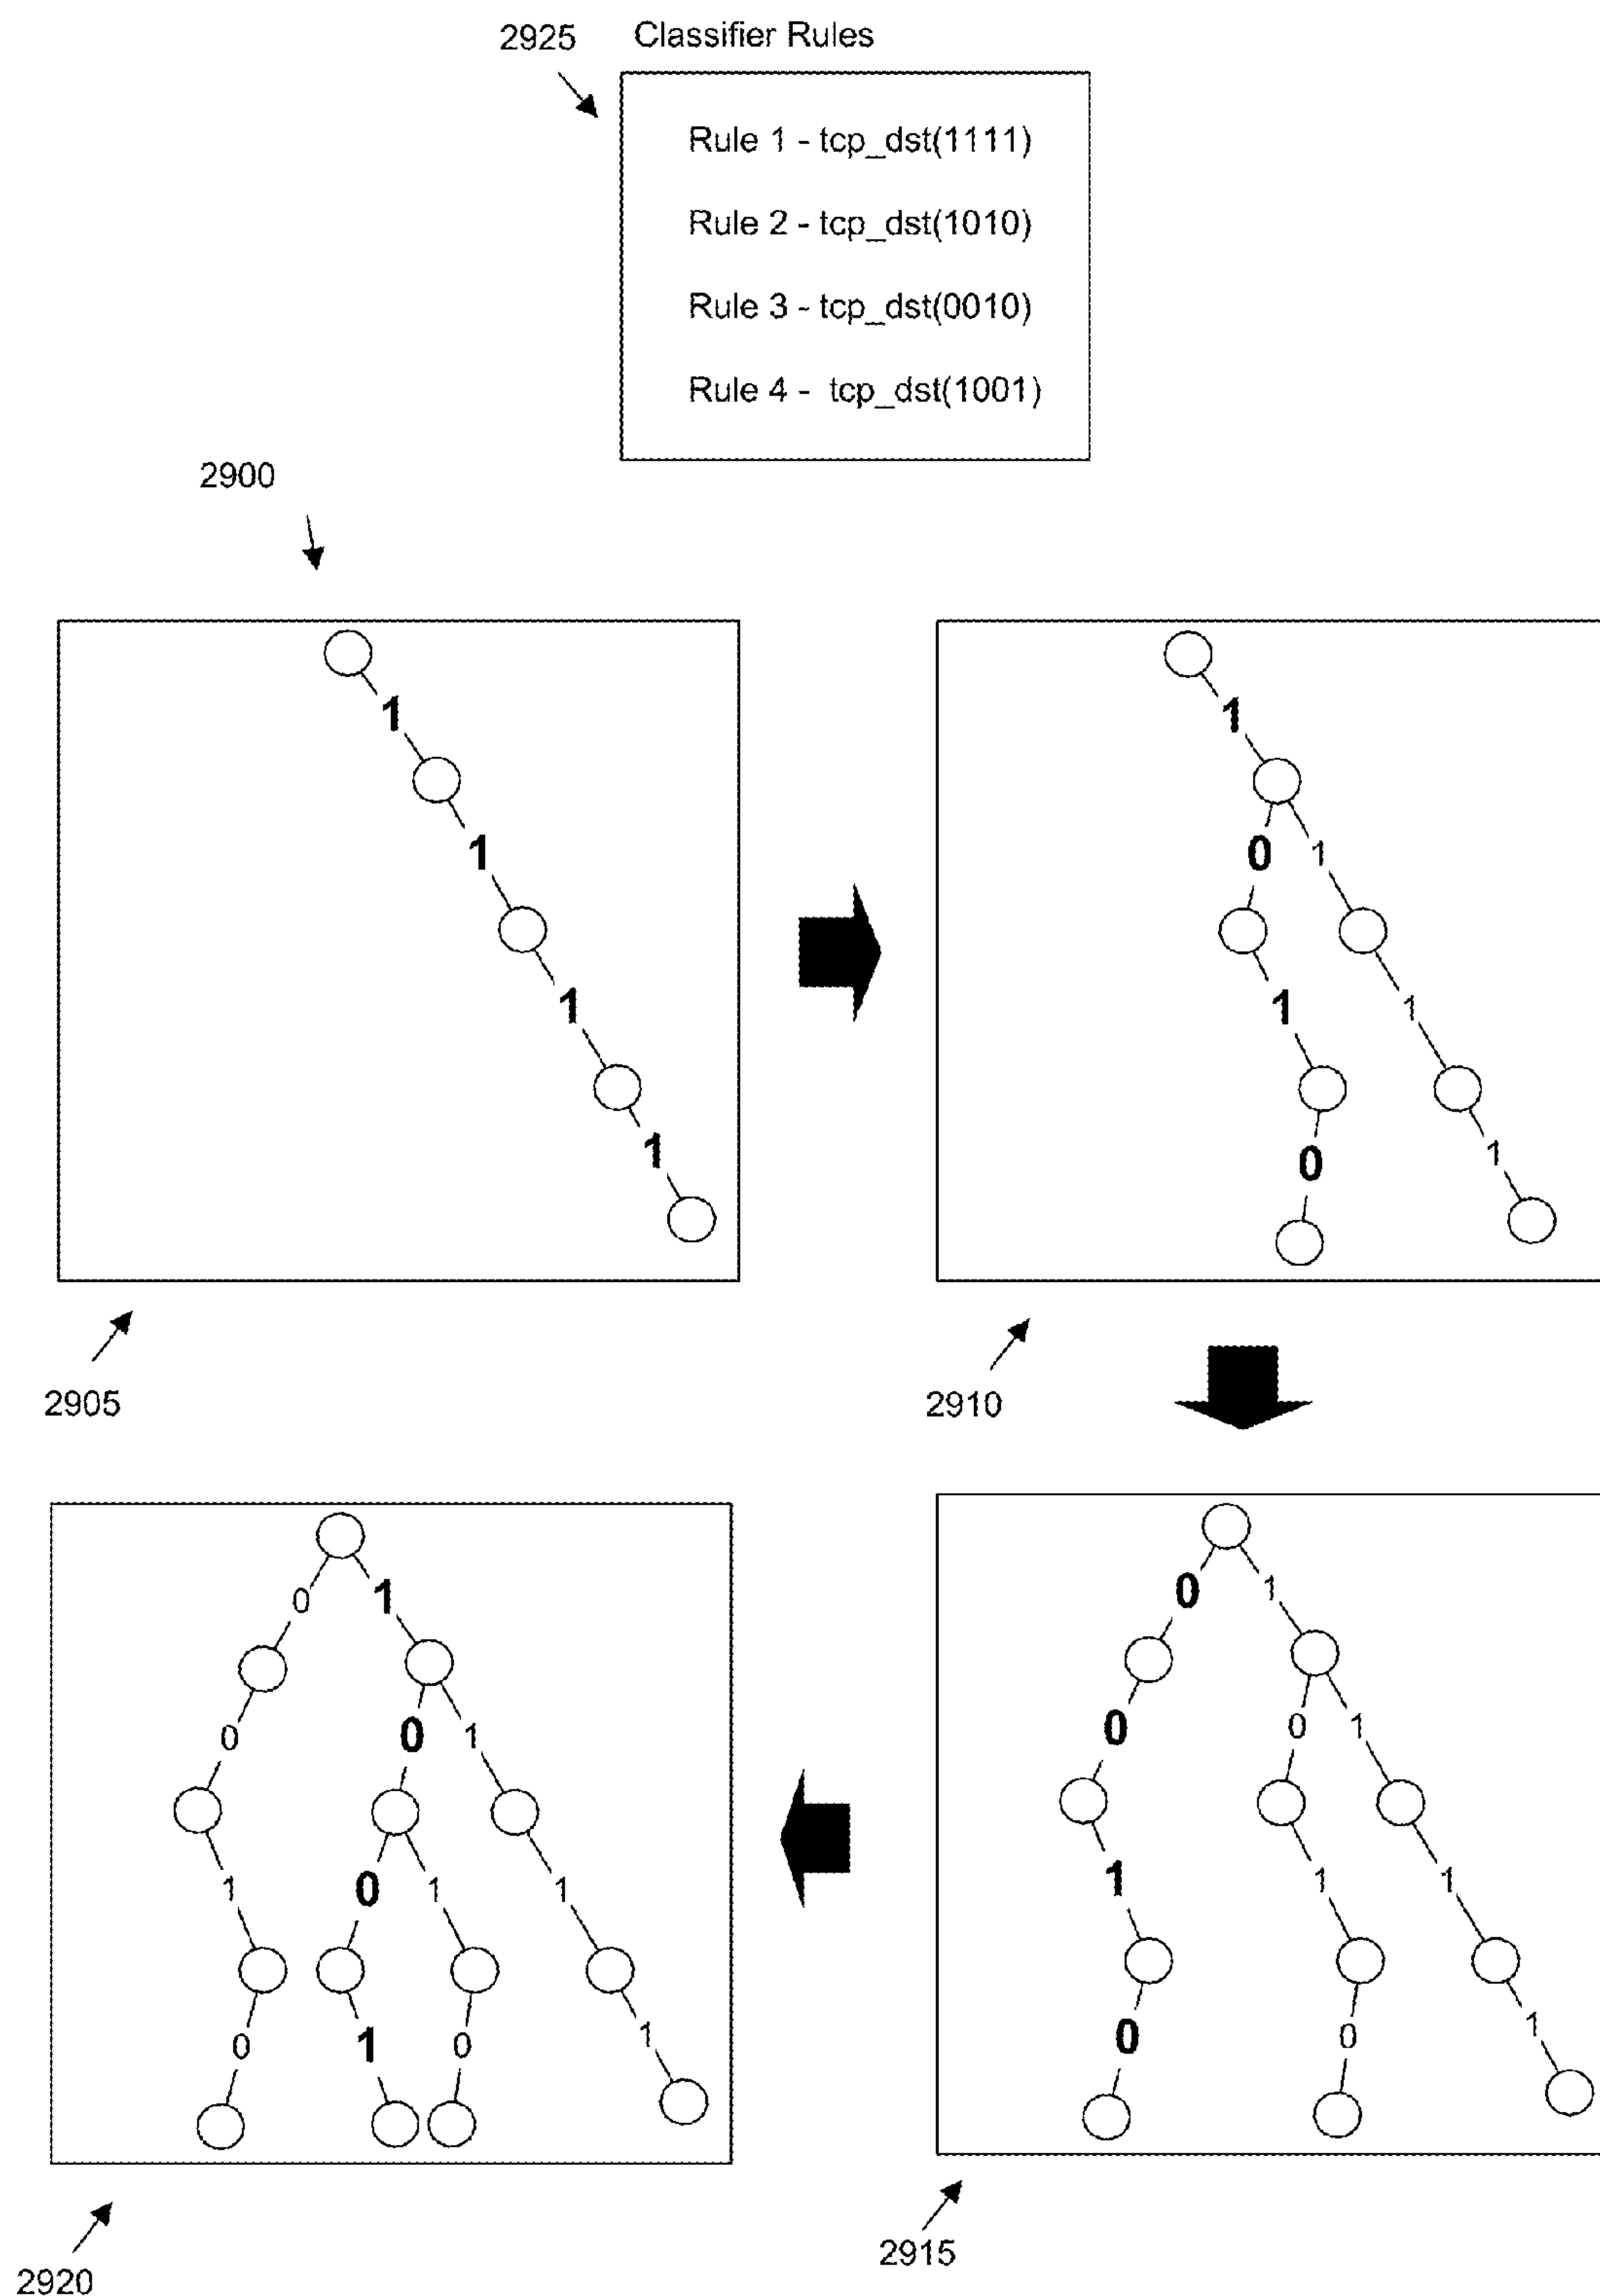 2925 Classifier Rules
Rule 1 - tcp_dst(1111)
Rule 2 - tcp_dst(1010)
Rule 3 - tcp_dst(0010)
Rule 4 - tcp_dst(1001)
2900
1
1
1
1
2905
1
0 1
1 1
0 1
2910
0 1
0 0 1
1 1 1
0 0 1
2915
0 1
0 0 1
1 0 1 1
0 1 0 1
2920